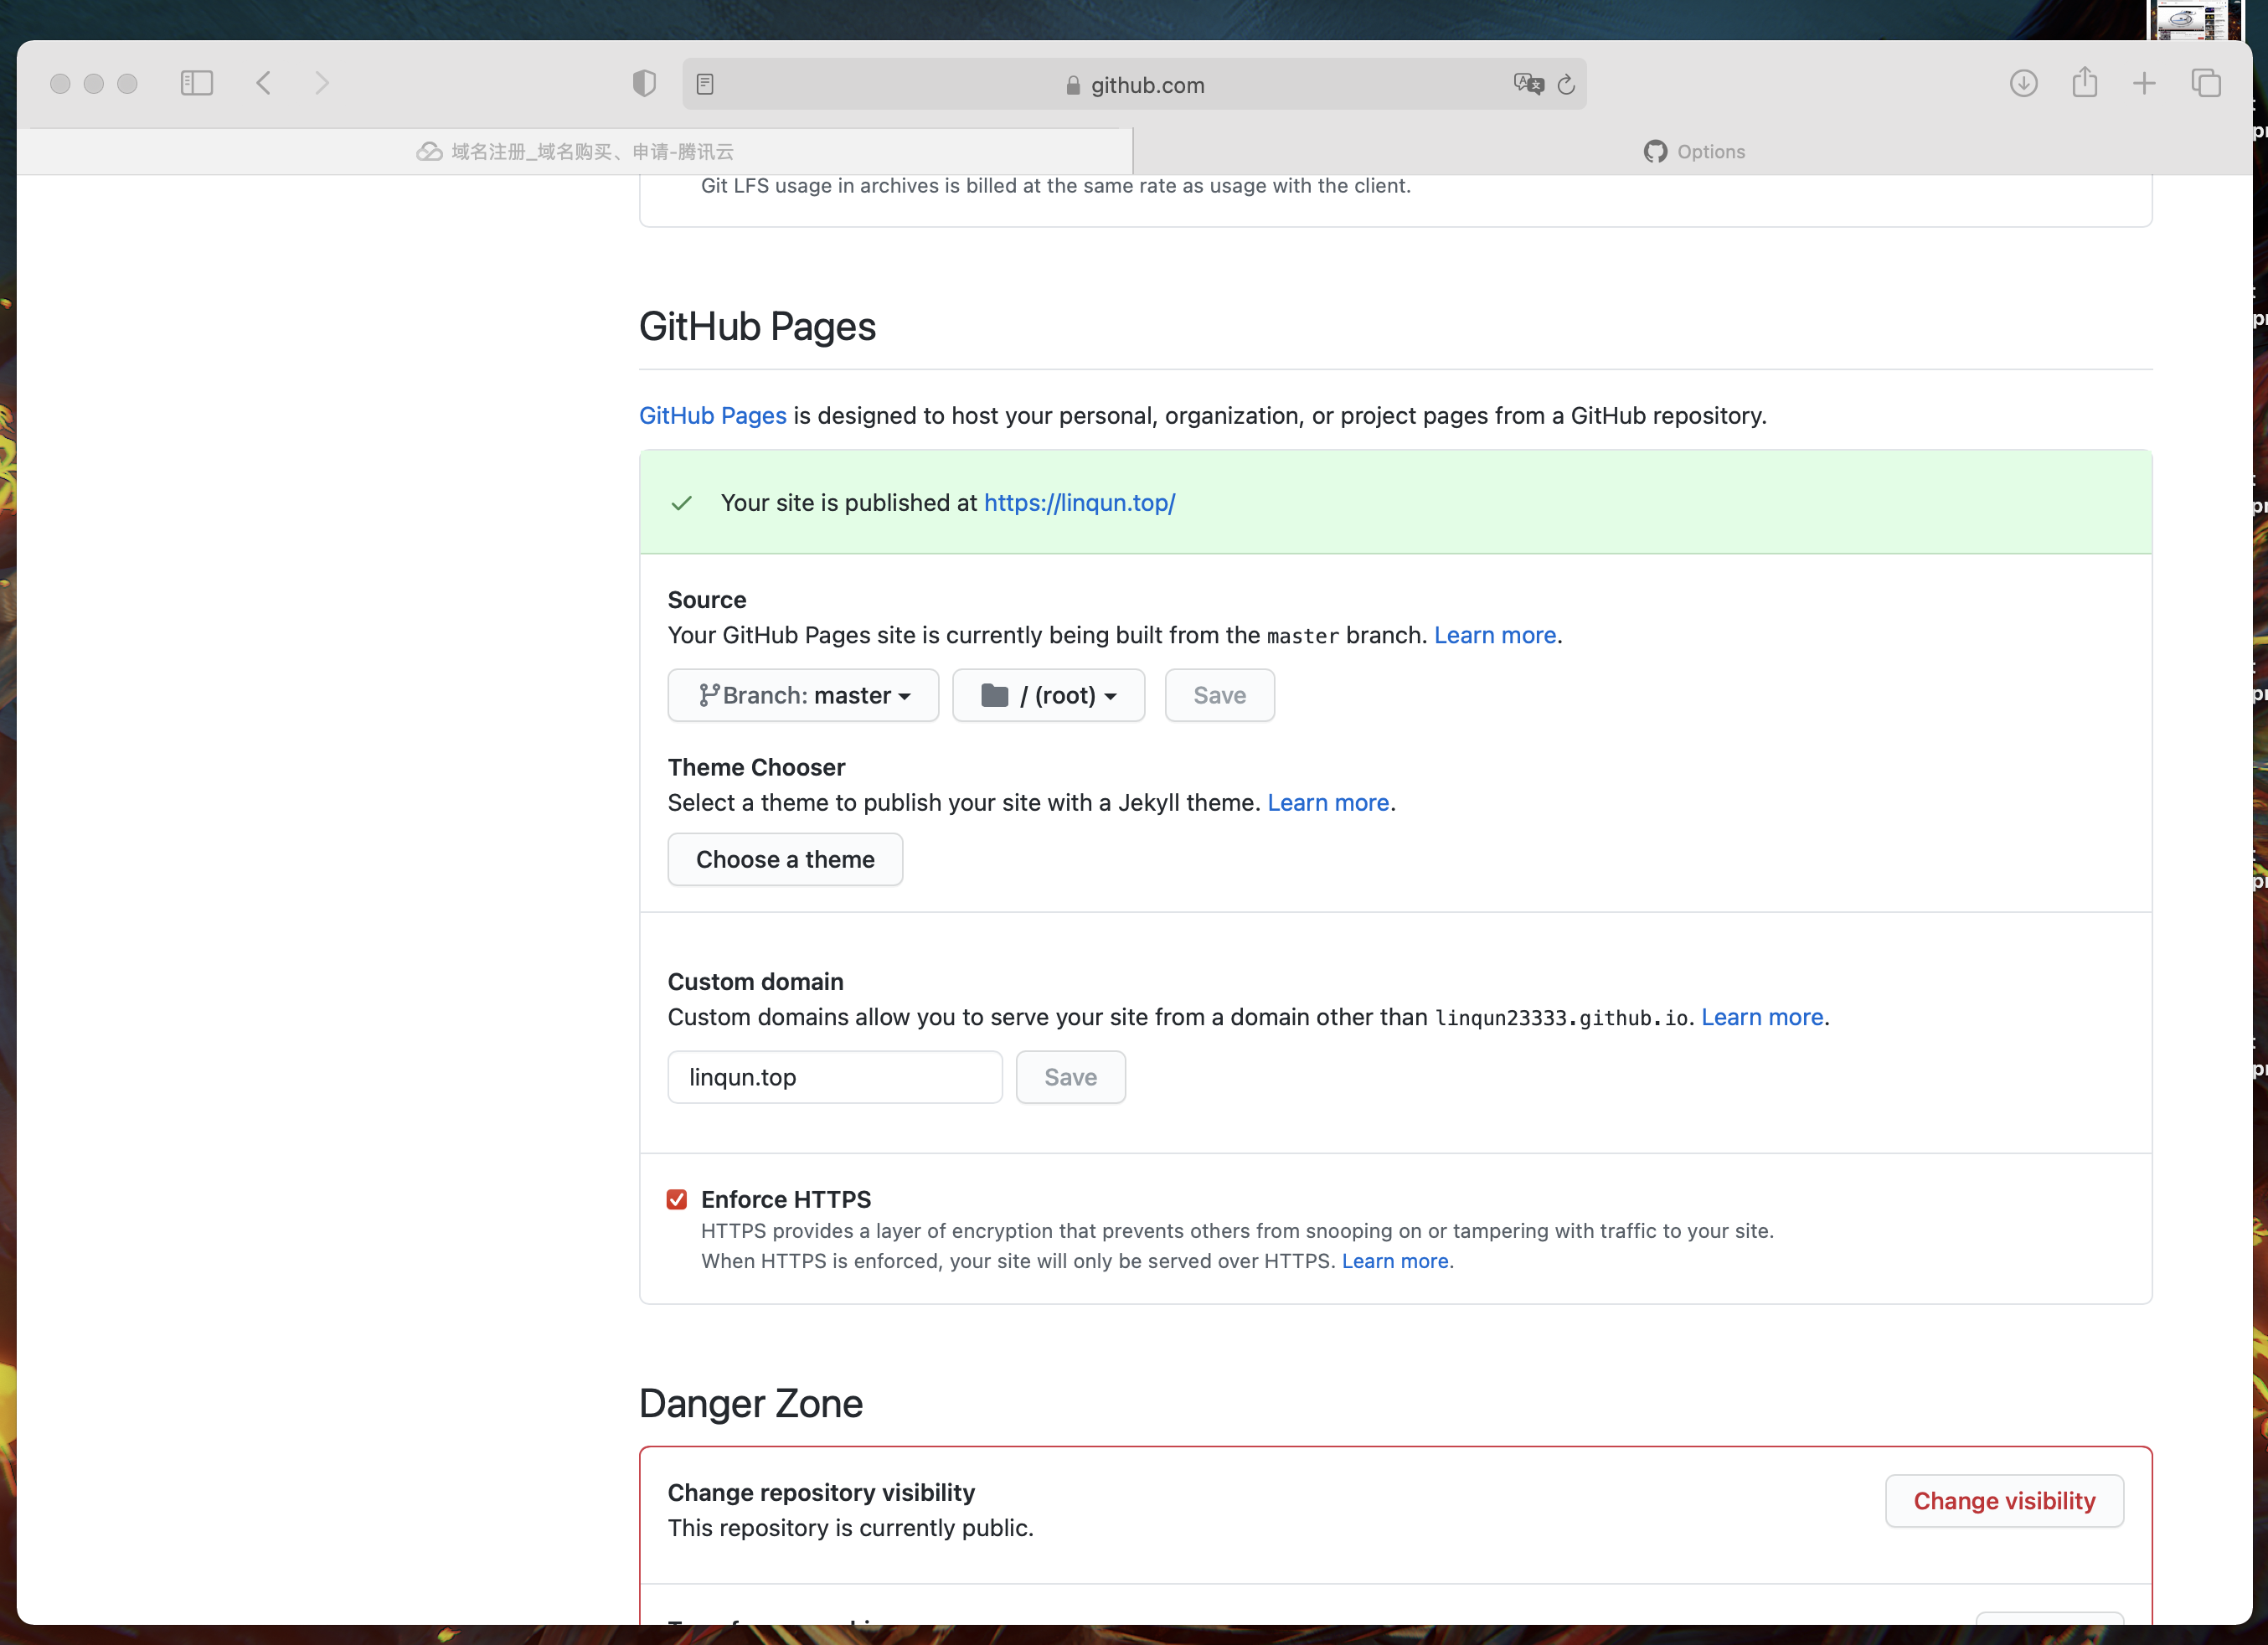 github.com
域名注册_域名购买、申请-腾讯云
Options
Git LFS usage in archives is billed at the same rate as usage with the client.
GitHub Pages
GitHub Pages is designed to host your personal, organization, or project pages from a GitHub repository.
Your site is published at https://linqun.top/
Source
Your GitHub Pages site is currently being built from the master branch. Learn more.
Branch: master
/ (root)
Save
Theme Chooser
Select a theme to publish your site with a Jekyll theme. Learn more.
Choose a theme
Custom domain
Custom domains allow you to serve your site from a domain other than linqun23333.github.io. Learn more.
linqun.top
Save
Enforce HTTPS
HTTPS provides a layer of encryption that prevents others from snooping on or tampering with traffic to your site.
When HTTPS is enforced, your site will only be served over HTTPS. Learn more.
Danger Zone
Change repository visibility
This repository is currently public.
Change visibility